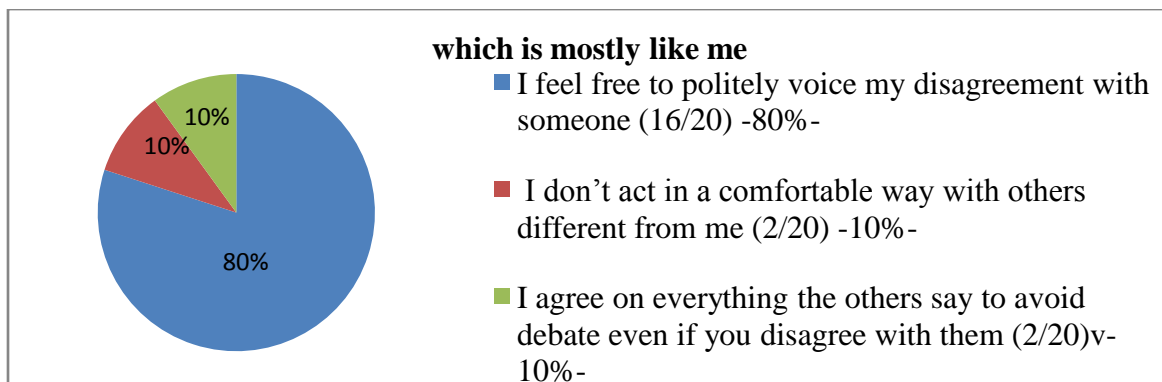 which is mostly like me
I feel free to politely voice my disagreement with
someone (16/20) -80%-
I don’t act in a comfortable way with others
different from me (2/20) -10%-
I agree on everything the others say to avoid
debate even if you disagree with them (2/20)v-
10%-
10%
10%
80%